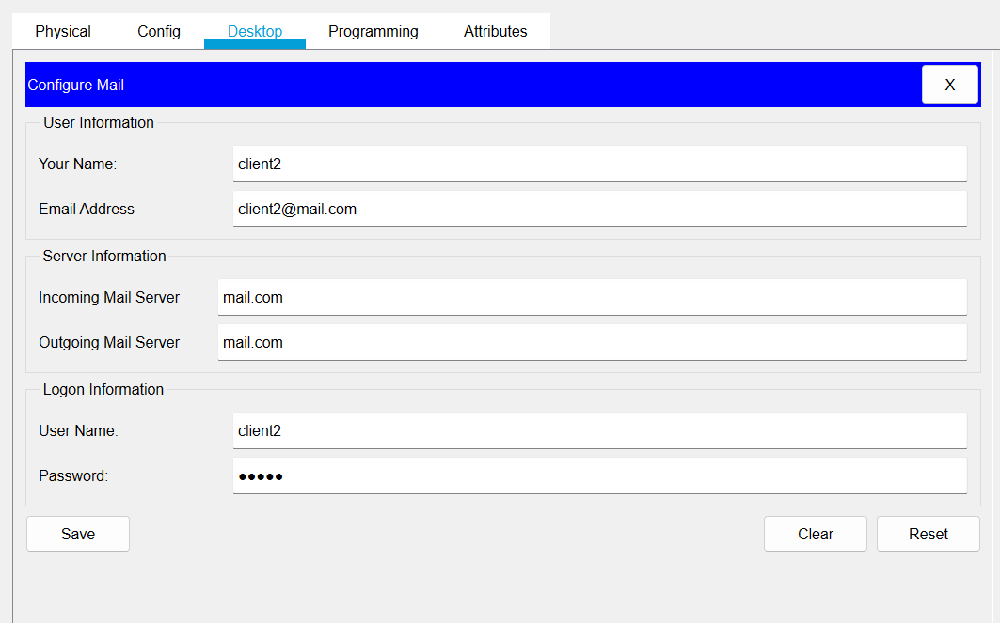 Physical Config Desktop Programming Attributes
Configure Mail X
User Information
Your Name: client2
Email Address client2@mail.com
Server Information
Incoming Mail Server mail.com
Outgoing Mail Server mail.com
Logon Information
User Name: client2
Password: ●●●●●
Save Clear Reset